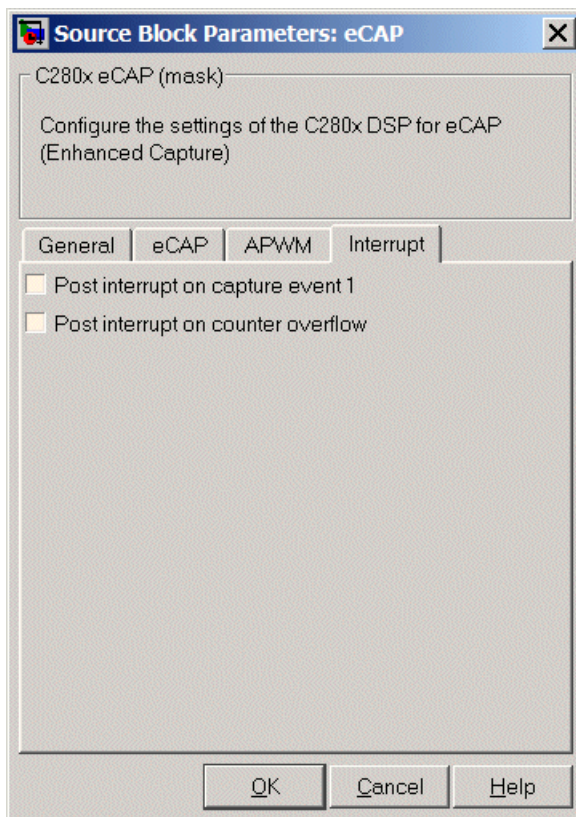 Source Block Parameters: eCAP
C280x eCAP (mask)
Configure the settings of the C280x DSP for eCAP
(Enhanced Capture)
General eCAP APWM Interrupt
Post interrupt on capture event 1
Post interrupt on counter overflow
OK Cancel Help